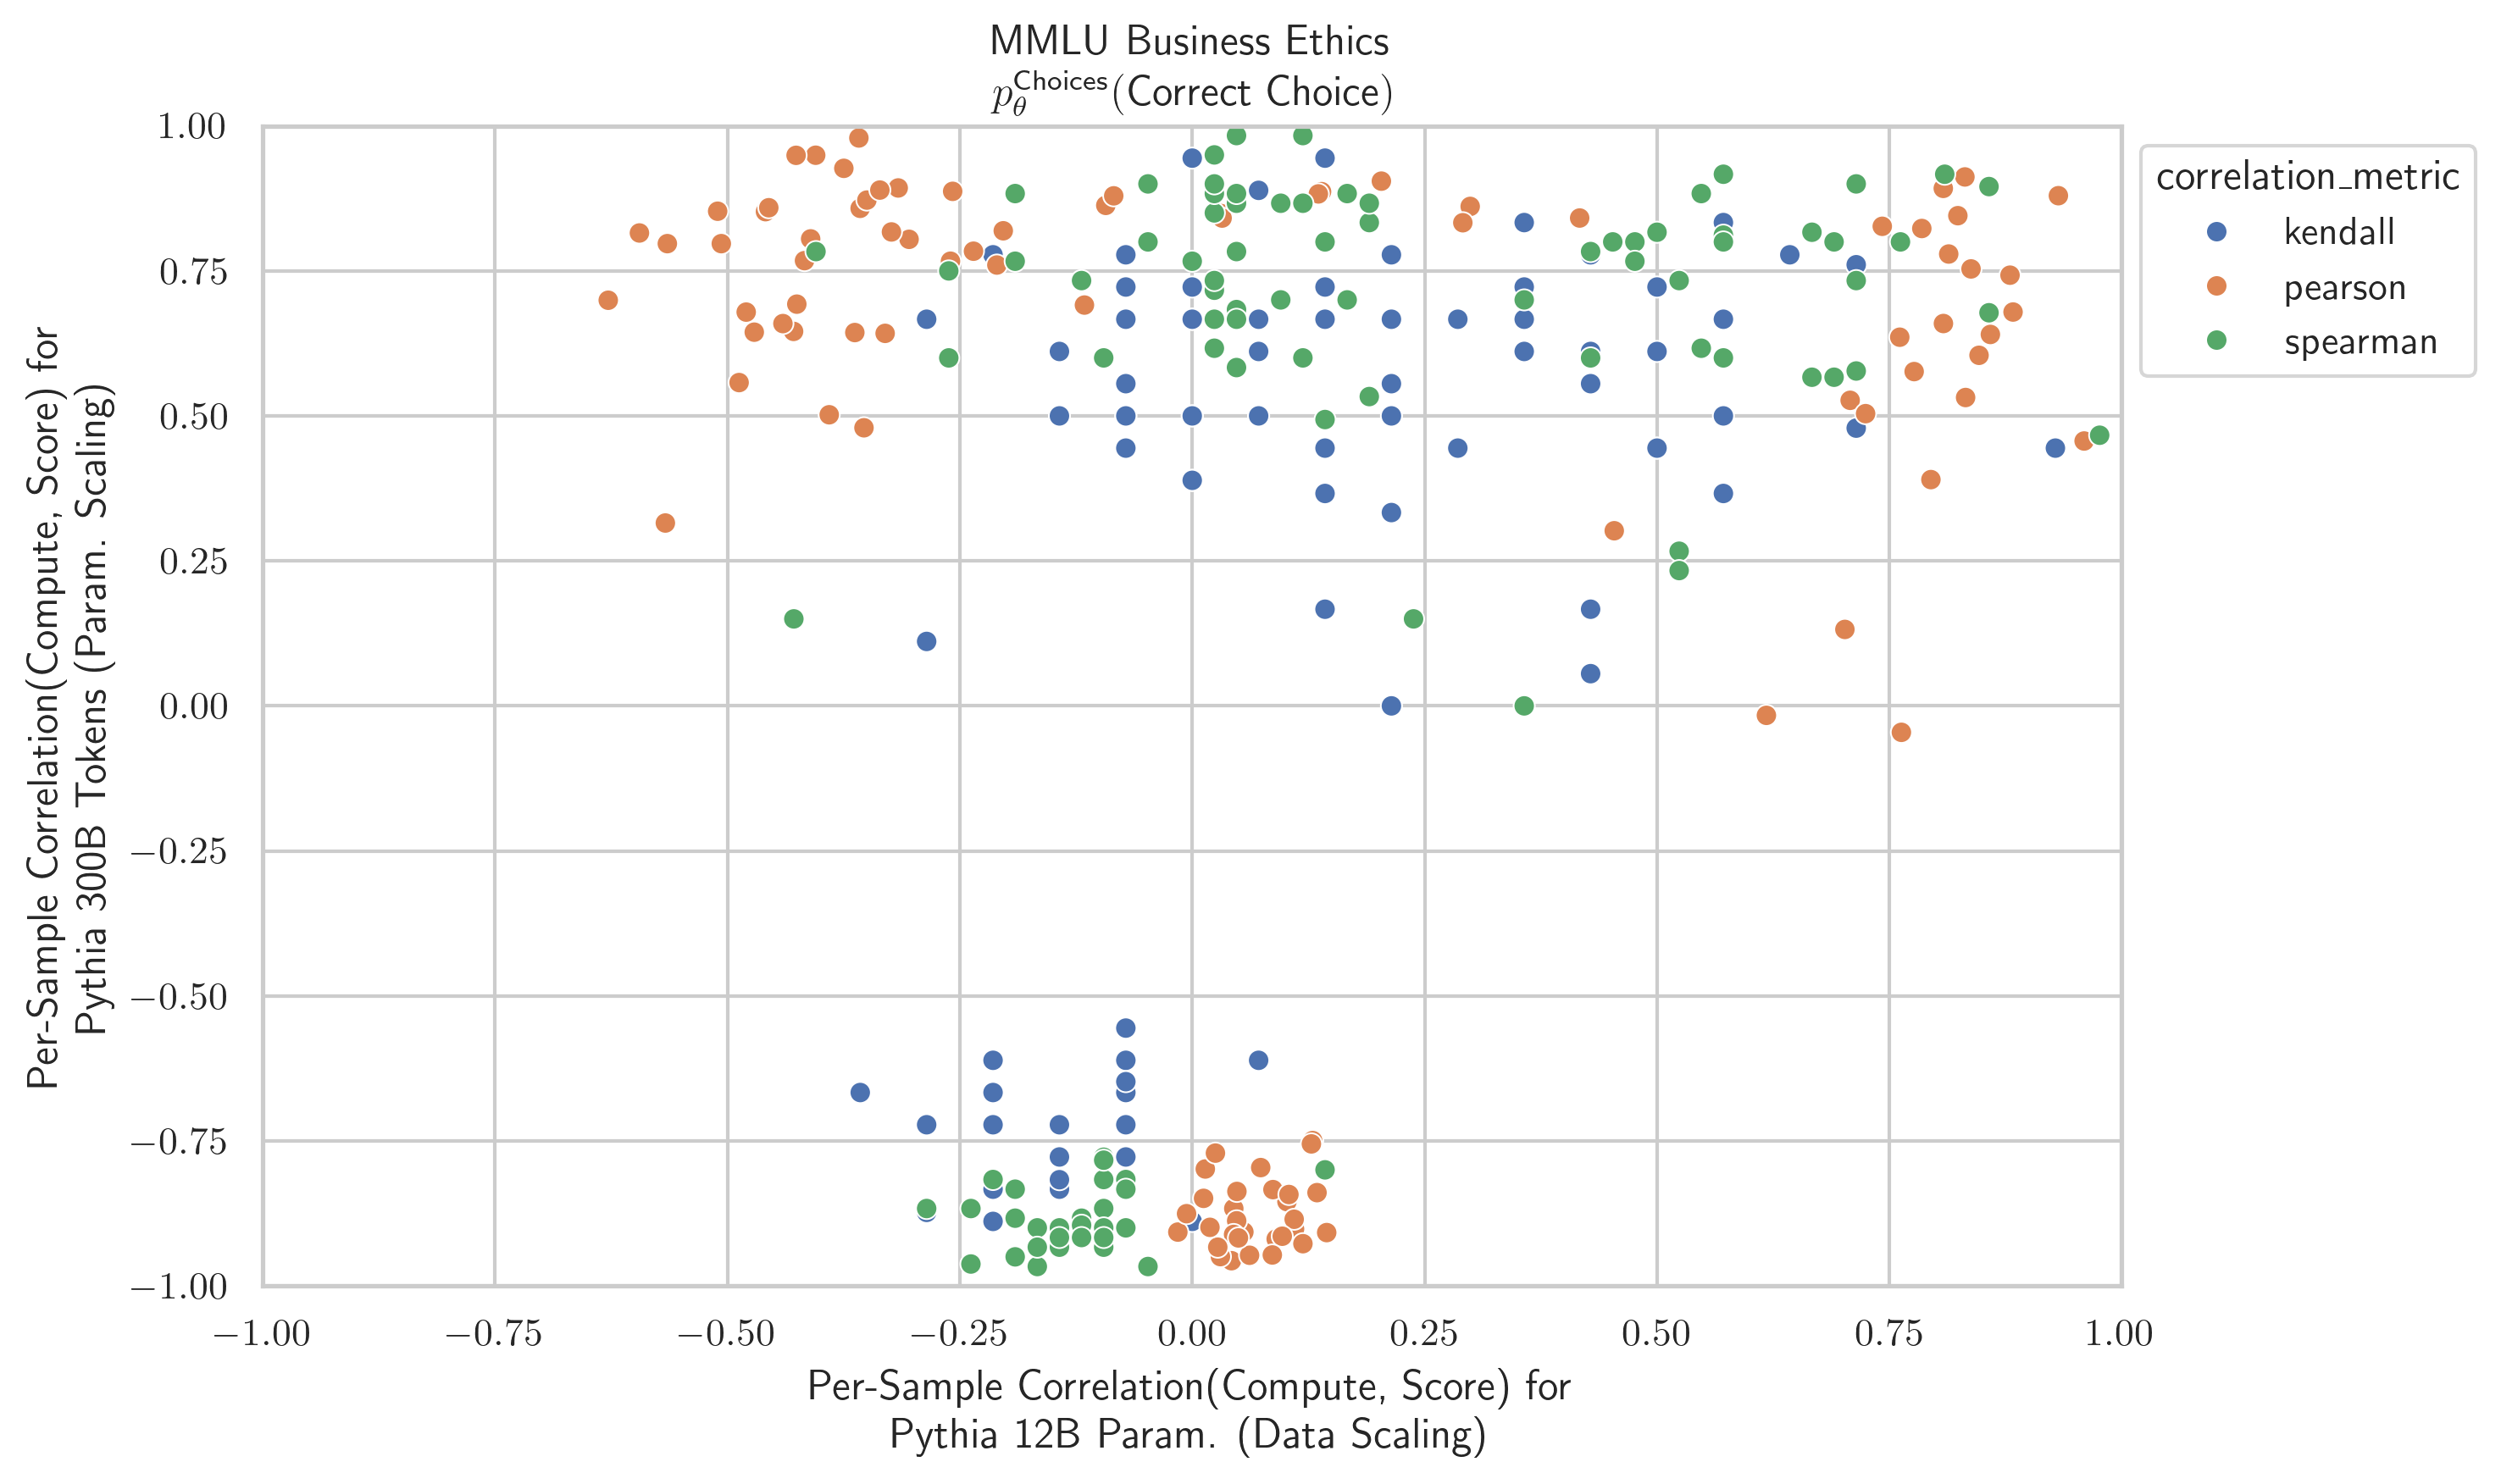 MMLU Business Ethics
p_θ^Choices(Correct Choice)
Per-Sample Correlation(Compute, Score) for
Pythia 300B Tokens (Param. Scaling)
1.00
0.75
0.50
0.25
0.00
−0.25
−0.50
−0.75
−1.00
−1.00 −0.75 −0.50 −0.25 0.00 0.25 0.50 0.75 1.00
Per-Sample Correlation(Compute, Score) for
Pythia 12B Param. (Data Scaling)
correlation_metric
kendall
pearson
spearman